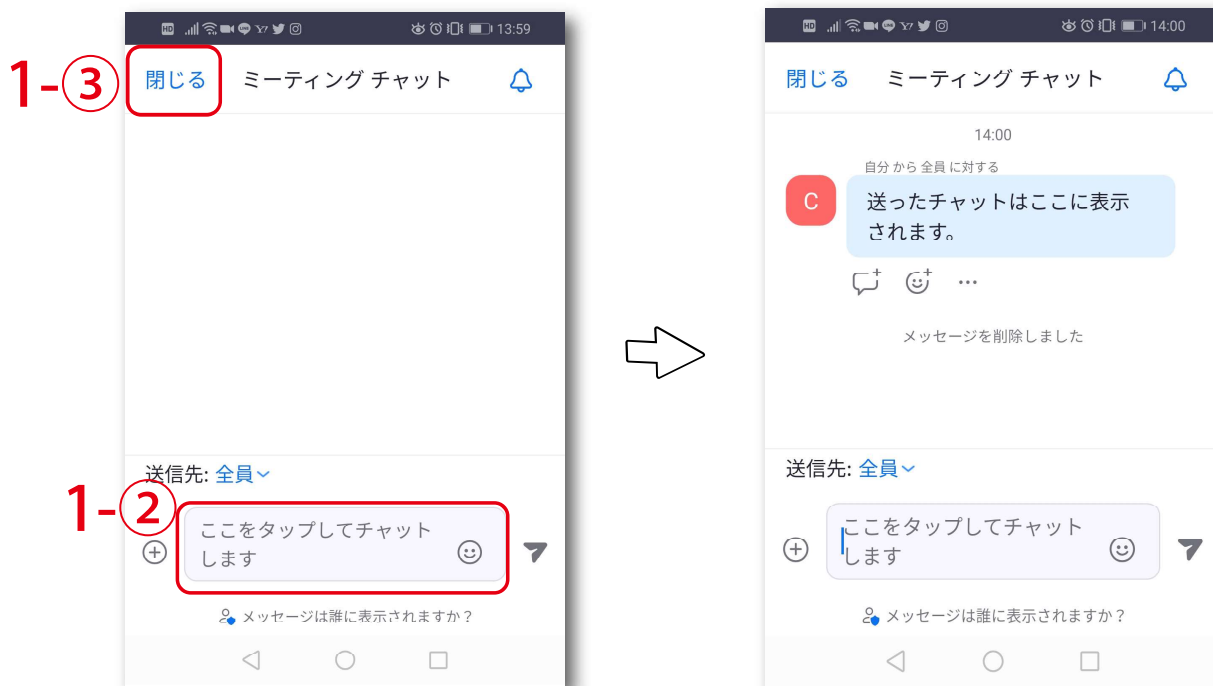 HD 13:59
1-③
閉じる ミーティング チャット
送信先: 全員
1-②
ここをタップしてチャット
します
メッセージは誰に表示されますか？
HD 14:00
閉じる ミーティング チャット
14:00
自分 から 全員 に対する
C
送ったチャットはここに表示
されます。
メッセージを削除しました
送信先: 全員
ここをタップしてチャット
します
メッセージは誰に表示されますか？